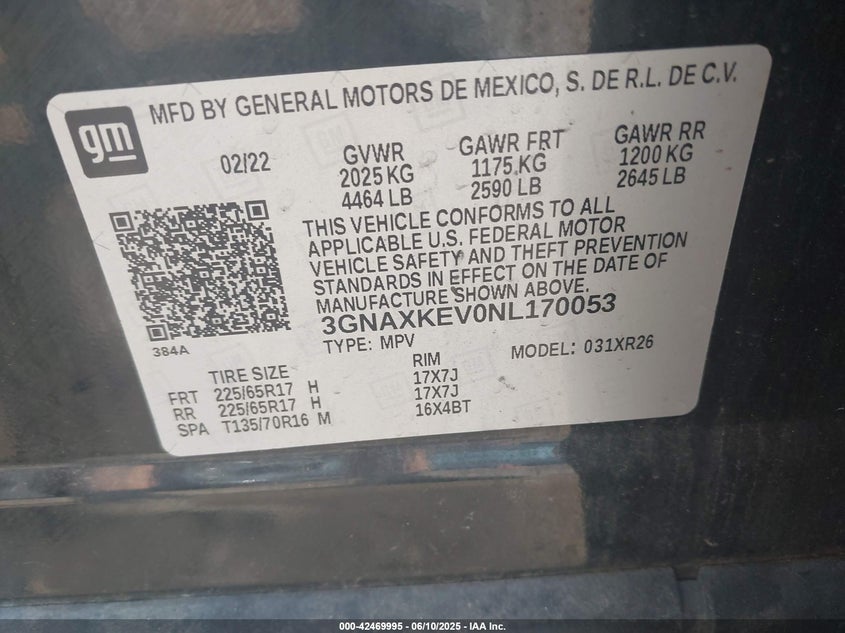 gm
MFD BY GENERAL MOTORS DE MEXICO, S. DE R.L. DE C.V.
02/22 GVWR GAWR FRT GAWR RR
2025 KG 1175 KG 1200 KG
4464 LB 2590 LB 2645 LB
THIS VEHICLE CONFORMS TO ALL
APPLICABLE U.S. FEDERAL MOTOR
VEHICLE SAFETY AND THEFT PREVENTION
STANDARDS IN EFFECT ON THE DATE OF
MANUFACTURE SHOWN ABOVE.
3GNAXKEV0NL170053
384A
TYPE: MPV MODEL: 031XR26
TIRE SIZE RIM
FRT 225/65R17 H 17X7J
RR 225/65R17 H 17X7J
SPA T135/70R16 M 16X4BT
000-42469995 - 06/10/2025 - IAA Inc.